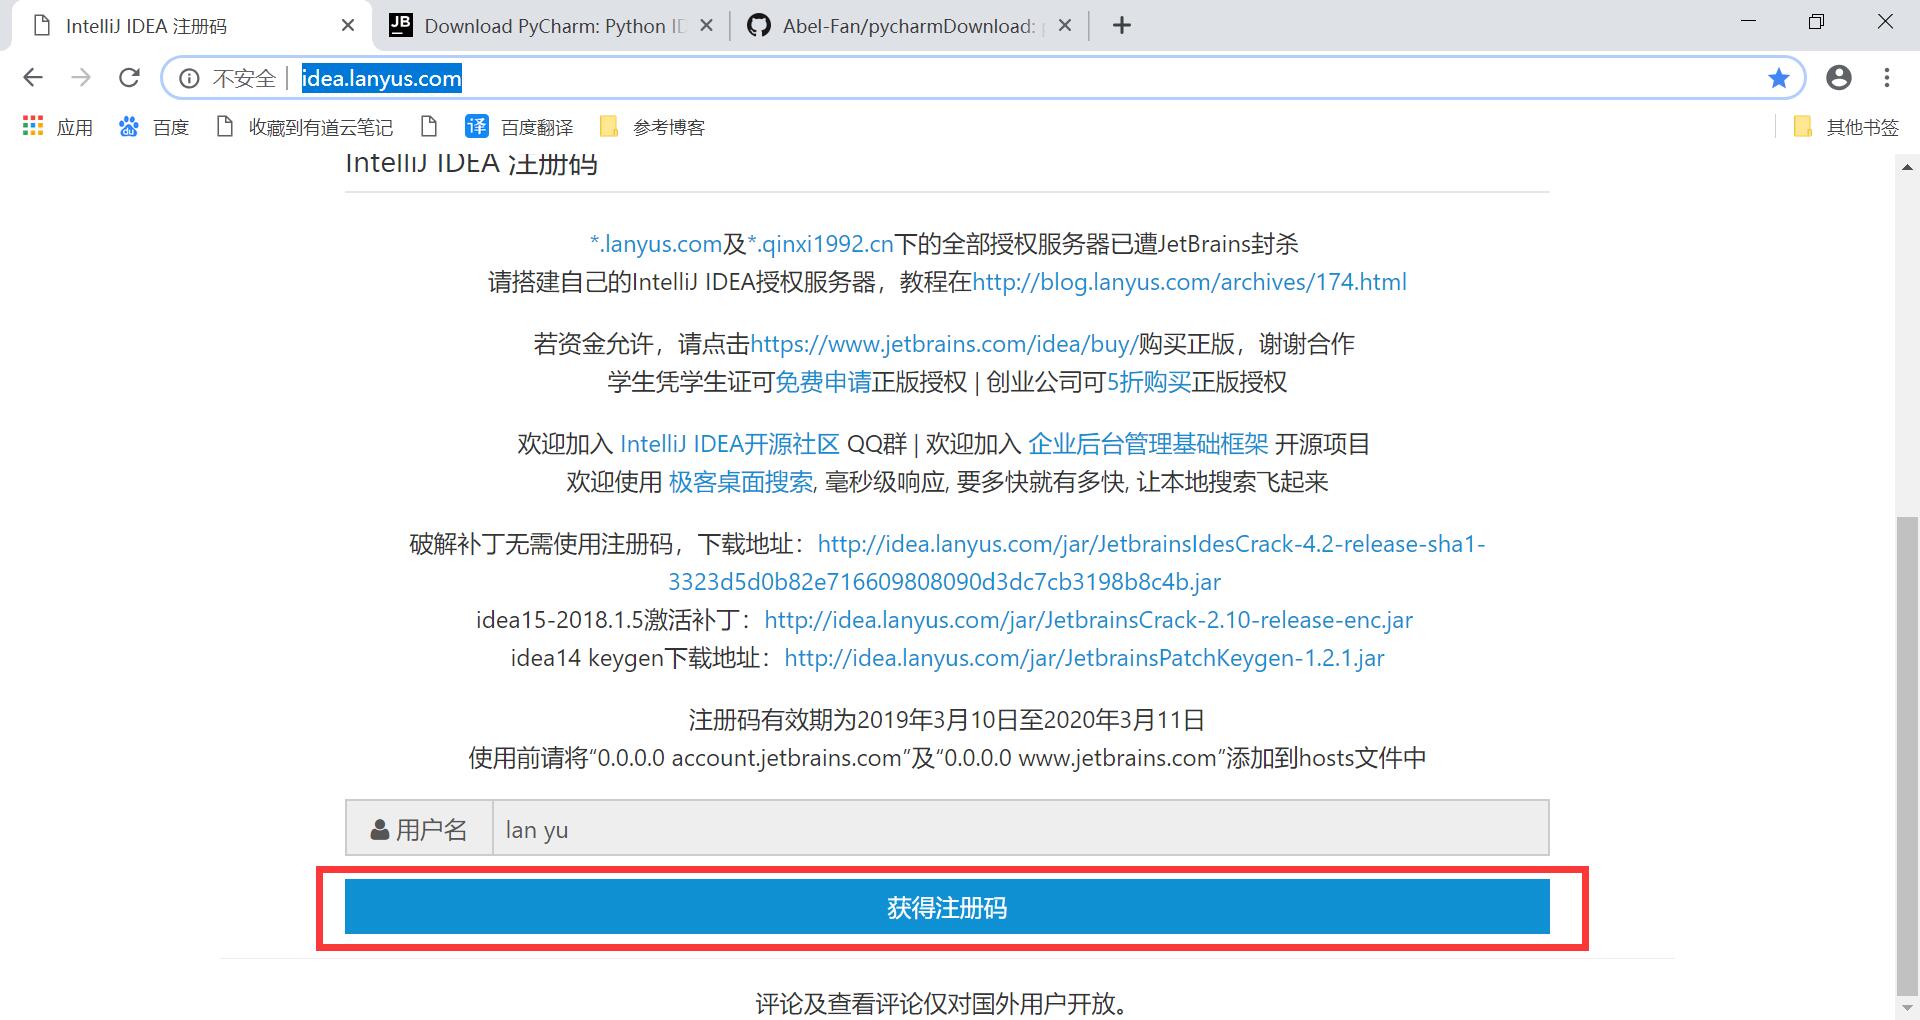 IntelliJ IDEA 注册码
Download PyCharm: Python ID
Abel-Fan/pycharmDownload: p
不安全 | idea.lanyus.com
应用 百度 收藏到有道云笔记 百度翻译 参考博客 其他书签
IntelliJ IDEA 注册码
*.lanyus.com及*.qinxi1992.cn下的全部授权服务器已遭JetBrains封杀
请搭建自己的IntelliJ IDEA授权服务器，教程在http://blog.lanyus.com/archives/174.html
若资金允许，请点击https://www.jetbrains.com/idea/buy/购买正版，谢谢合作
学生凭学生证可免费申请正版授权 | 创业公司可5折购买正版授权
欢迎加入 IntelliJ IDEA开源社区 QQ群 | 欢迎加入 企业后台管理基础框架 开源项目
欢迎使用 极客桌面搜索, 毫秒级响应, 要多快就有多快, 让本地搜索飞起来
破解补丁无需使用注册码，下载地址：http://idea.lanyus.com/jar/JetbrainsIdesCrack-4.2-release-sha1-
3323d5d0b82e716609808090d3dc7cb3198b8c4b.jar
idea15-2018.1.5激活补丁：http://idea.lanyus.com/jar/JetbrainsCrack-2.10-release-enc.jar
idea14 keygen下载地址：http://idea.lanyus.com/jar/JetbrainsPatchKeygen-1.2.1.jar
注册码有效期为2019年3月10日至2020年3月11日
使用前请将“0.0.0.0 account.jetbrains.com”及“0.0.0.0 www.jetbrains.com”添加到hosts文件中
用户名 lan yu
获得注册码
评论及查看评论仅对国外用户开放。